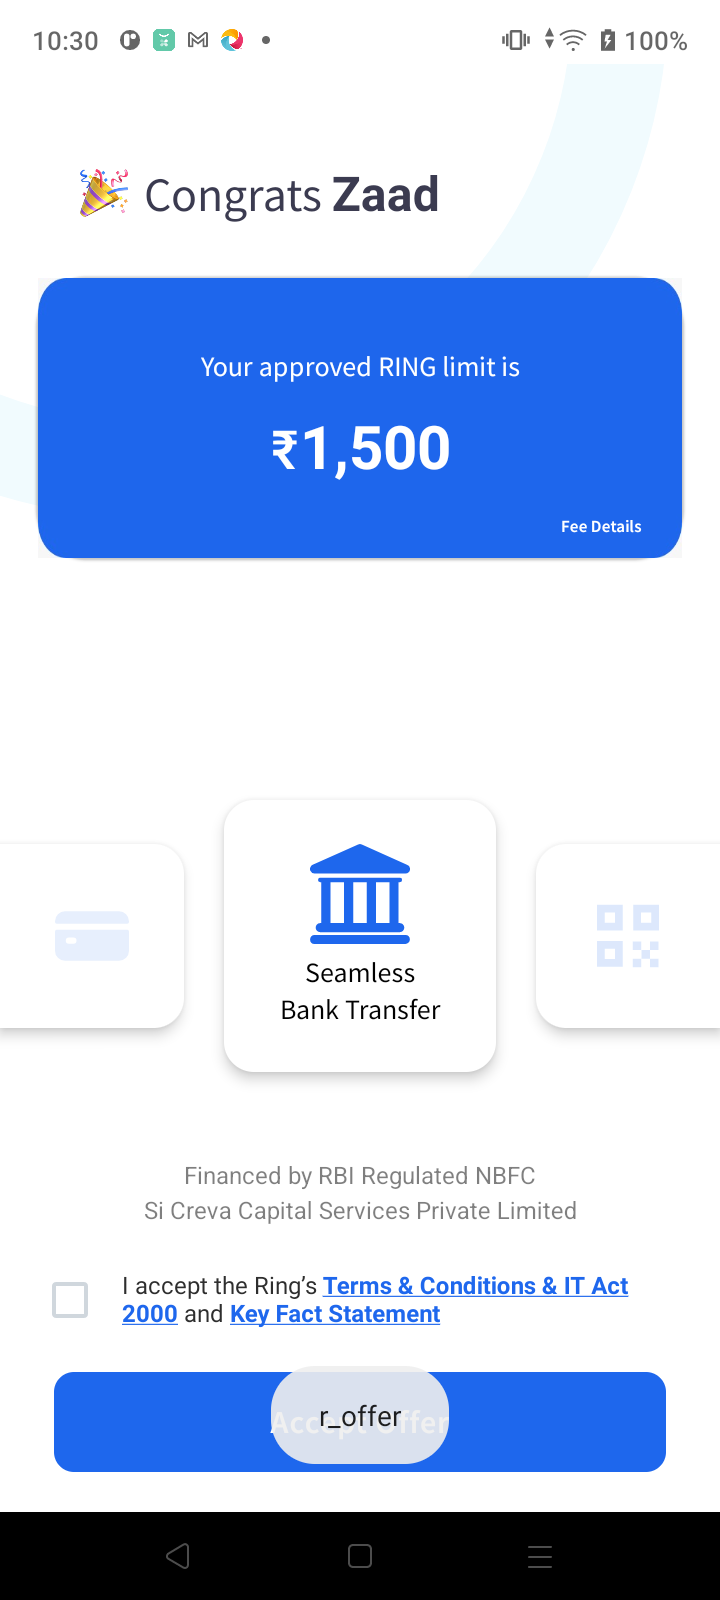 10:30
100%
Congrats Zaad
Your approved RING limit is
₹1,500
Fee Details
Seamless
Bank Transfer
Financed by RBI Regulated NBFC
Si Creva Capital Services Private Limited
I accept the Ring’s Terms & Conditions & IT Act
2000 and Key Fact Statement
Accept Offer
r_offer